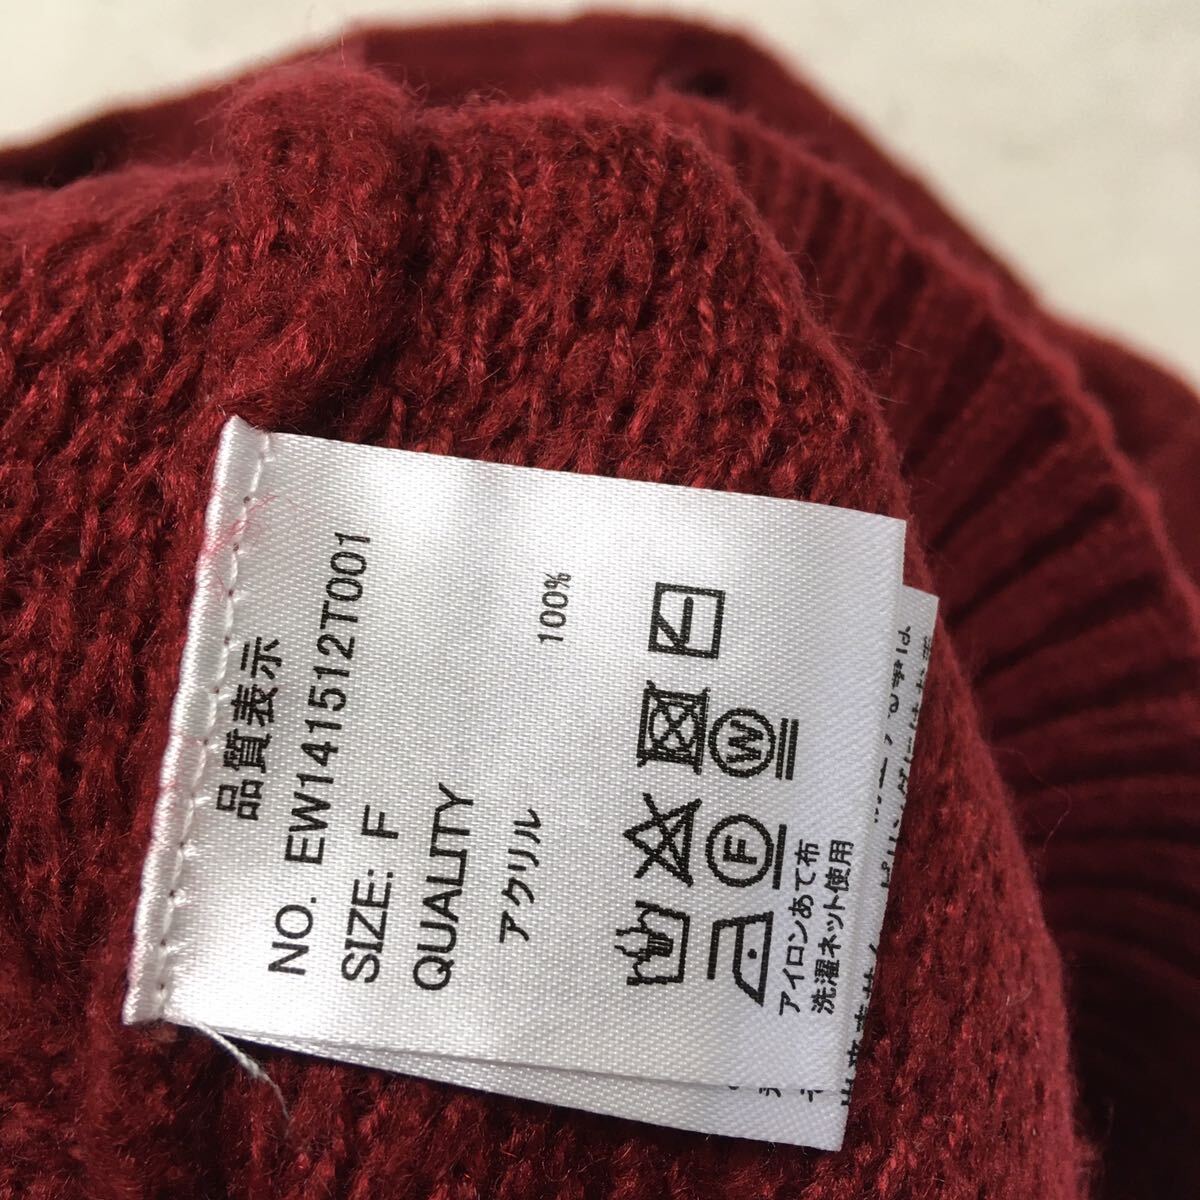 品質表示
NO. EW141512T001
SIZE: F
QUALITY
アクリル 100%
W
F
アイロンあて布
洗濯ネット使用